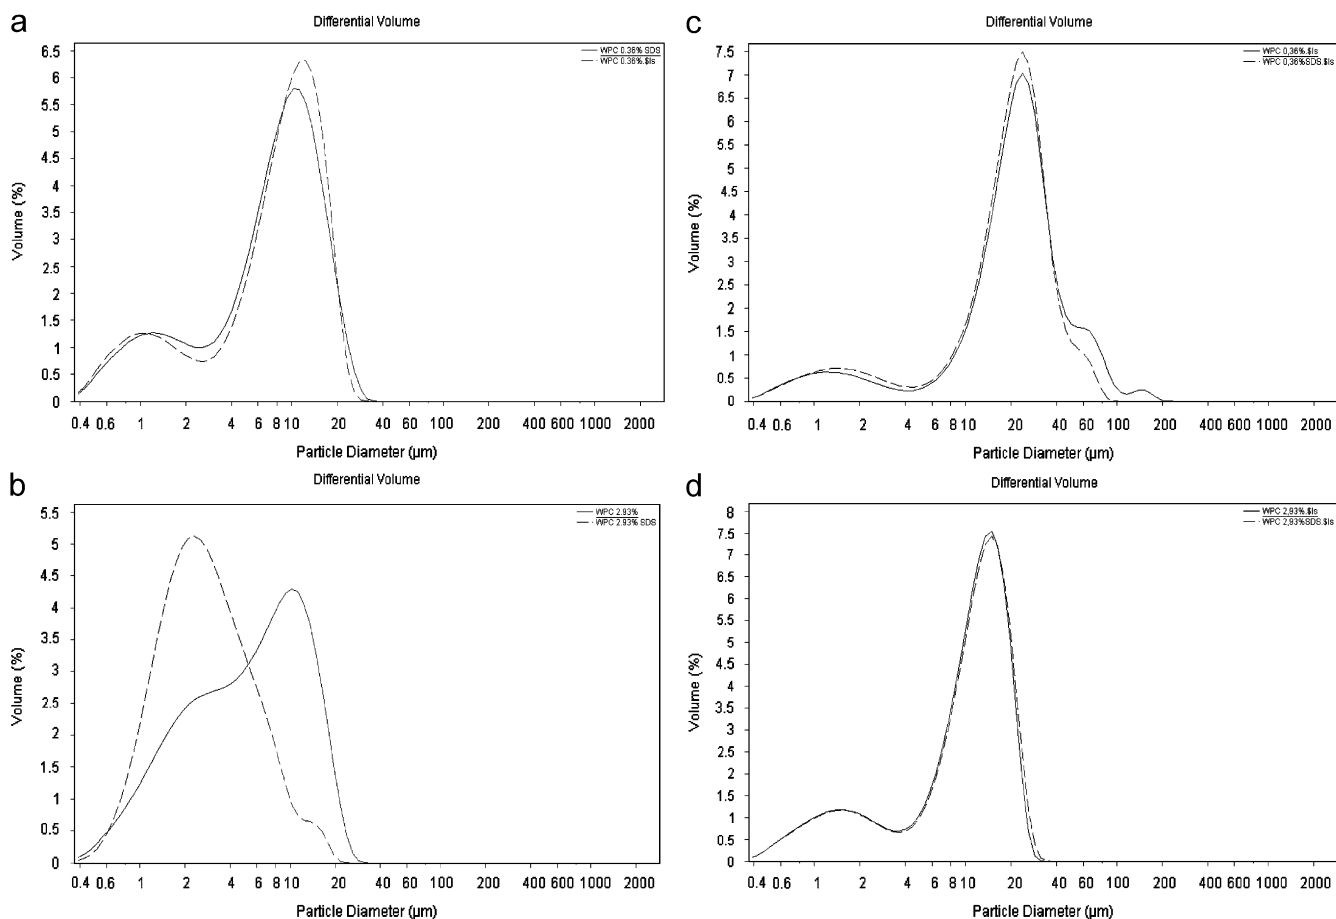 a
Differential Volume
WPC 0.36% SDS
WPC 0.36%.$ls
6.5
6
5.5
5
4.5
4
3.5
3
2.5
2
1.5
1
0.5
0
Volume (%)
0.4 0.6 1 2 4 6 8 10 20 40 60 100 200 400 600 1000 2000
Particle Diameter (µm)
b
Differential Volume
WPC 2.93%
WPC 2.93% SDS
5.5
5
4.5
4
3.5
3
2.5
2
1.5
1
0.5
0
Volume (%)
0.4 0.6 1 2 4 6 8 10 20 40 60 100 200 400 600 1000 2000
Particle Diameter (µm)
c
Differential Volume
WPC 0,36%.$ls
WPC 0,36%SDS.$ls
7.5
7
6.5
6
5.5
5
4.5
4
3.5
3
2.5
2
1.5
1
0.5
0
Volume (%)
0.4 0.6 1 2 4 6 8 10 20 40 60 100 200 400 600 1000 2000
Particle Diameter (µm)
d
Differential Volume
WPC 2,93%.$ls
WPC 2,93%SDS.$ls
8
7.5
7
6.5
6
5.5
5
4.5
4
3.5
3
2.5
2
1.5
1
0.5
0
Volume (%)
0.4 0.6 1 2 4 6 8 10 20 40 60 100 200 400 600 1000 2000
Particle Diameter (µm)